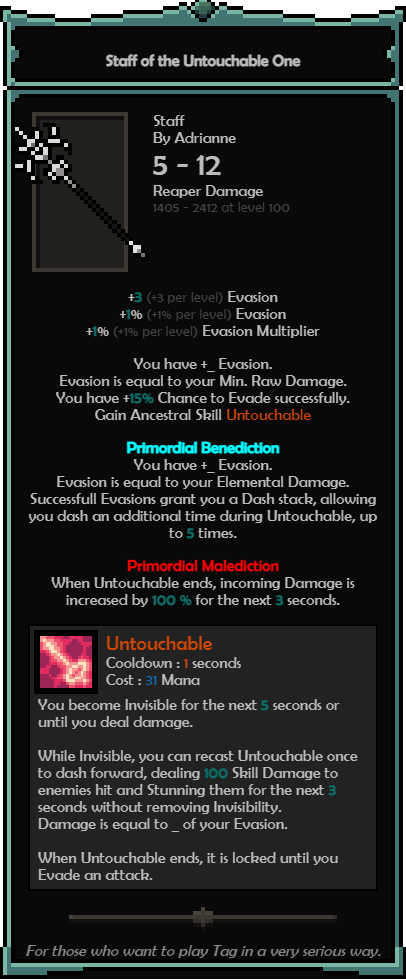 Staff of the Untouchable One
Staff
By Adrianne
5 - 12
Reaper Damage
1405 - 2412 at level 100
+3 (+3 per level) Evasion
+1% (+1% per level) Evasion
+1% (+1% per level) Evasion Multiplier
You have +_ Evasion.
Evasion is equal to your Min. Raw Damage.
You have +15% Chance to Evade successfully.
Gain Ancestral Skill Untouchable
Primordial Benediction
You have +_ Evasion.
Evasion is equal to your Elemental Damage.
Successfull Evasions grant you a Dash stack, allowing
you dash an additional time during Untouchable, up
to 5 times.
Primordial Malediction
When Untouchable ends, incoming Damage is
increased by 100 % for the next 3 seconds.
Untouchable
Cooldown : 1 seconds
Cost : 31 Mana
You become Invisible for the next 5 seconds or
until you deal damage.
While Invisible, you can recast Untouchable once
to dash forward, dealing 100 Skill Damage to
enemies hit and Stunning them for the next 3
seconds without removing Invisibility.
Damage is equal to _ of your Evasion.
When Untouchable ends, it is locked until you
Evade an attack.
For those who want to play Tag in a very serious way.